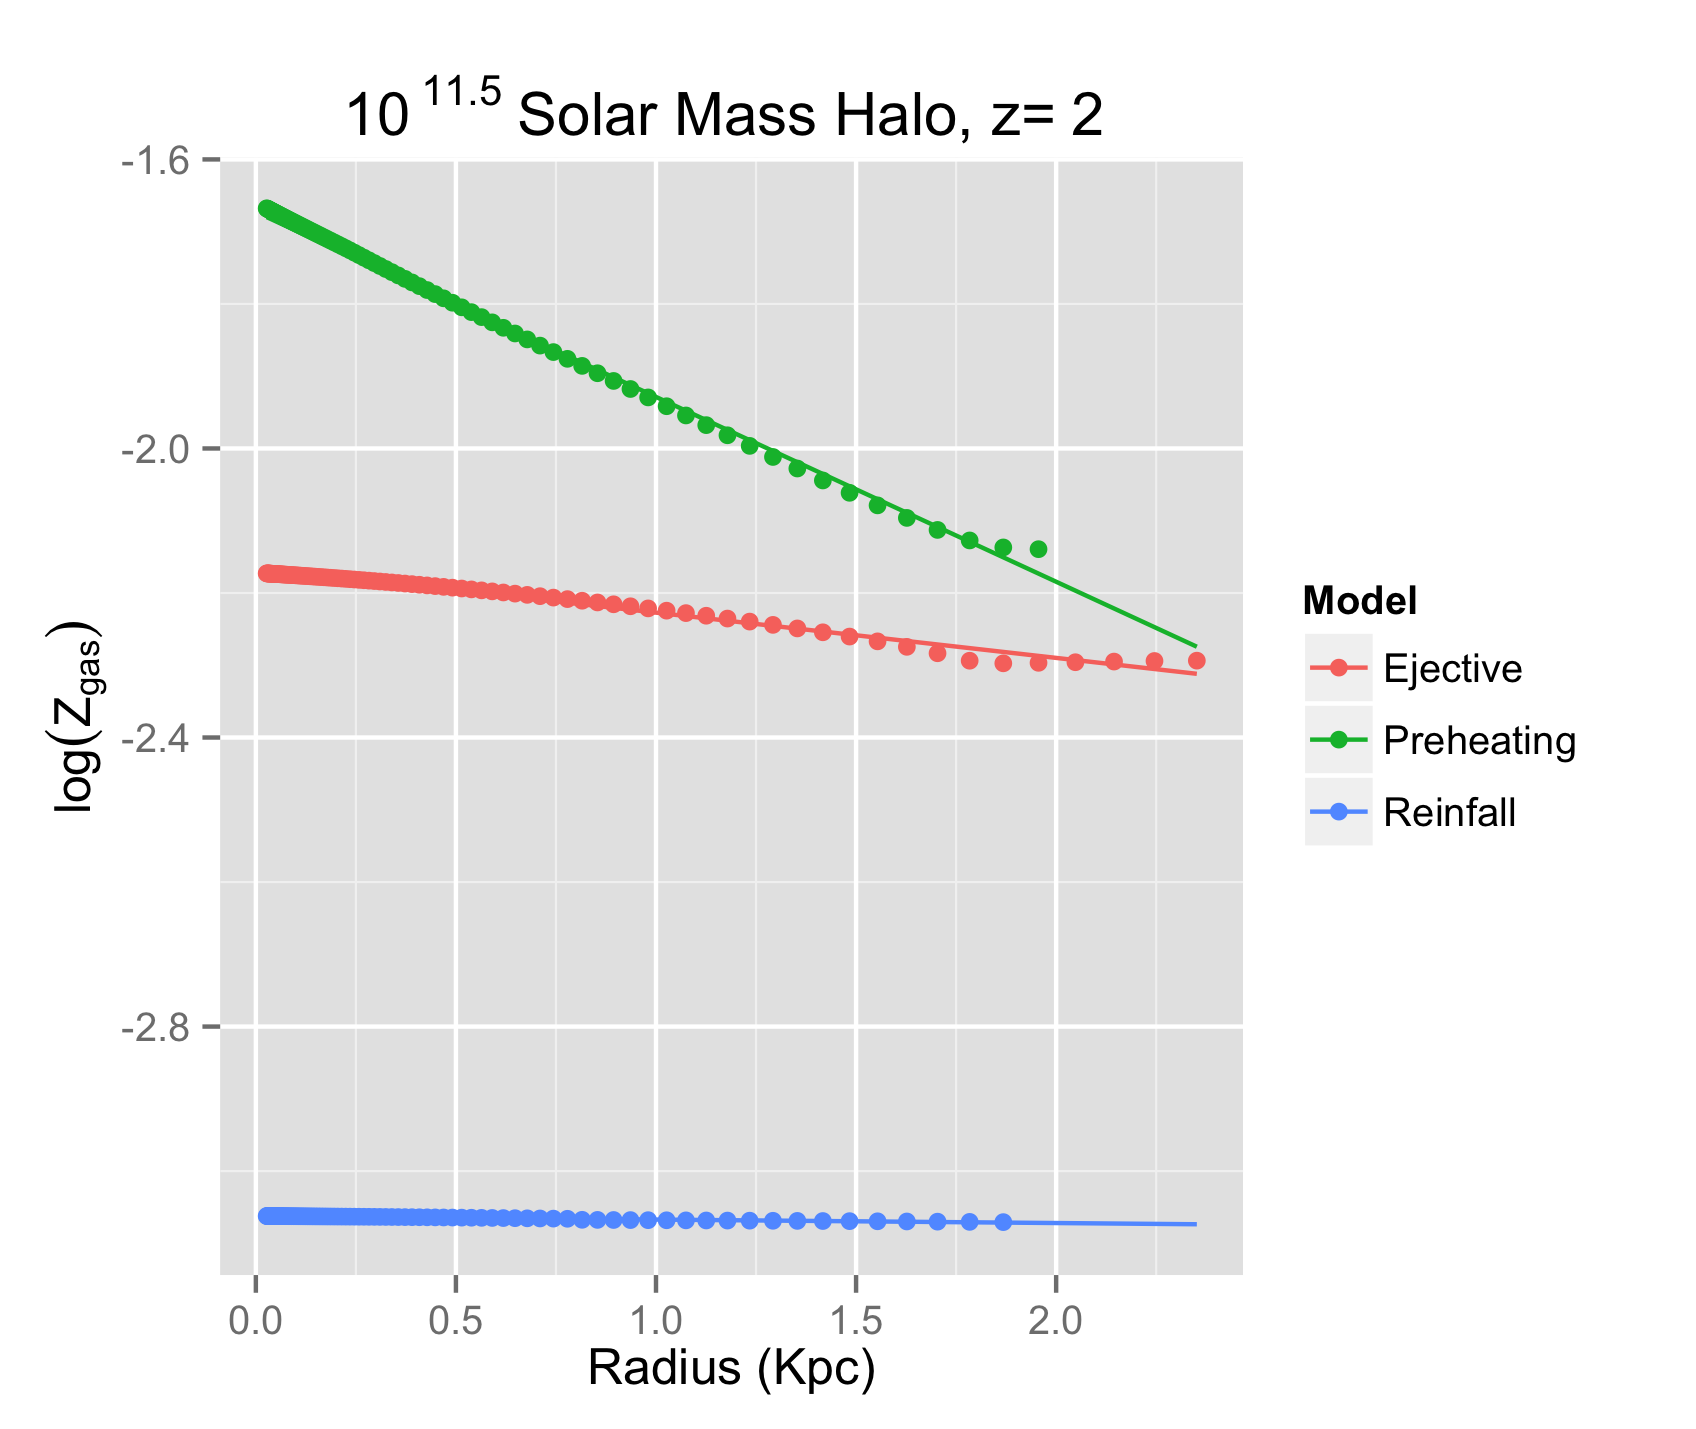 10^11.5 Solar Mass Halo, z= 2
-1.6
-2.0
-2.4
-2.8
log(Z_gas)
0.0 0.5 1.0 1.5 2.0
Radius (Kpc)
Model
Ejective
Preheating
Reinfall